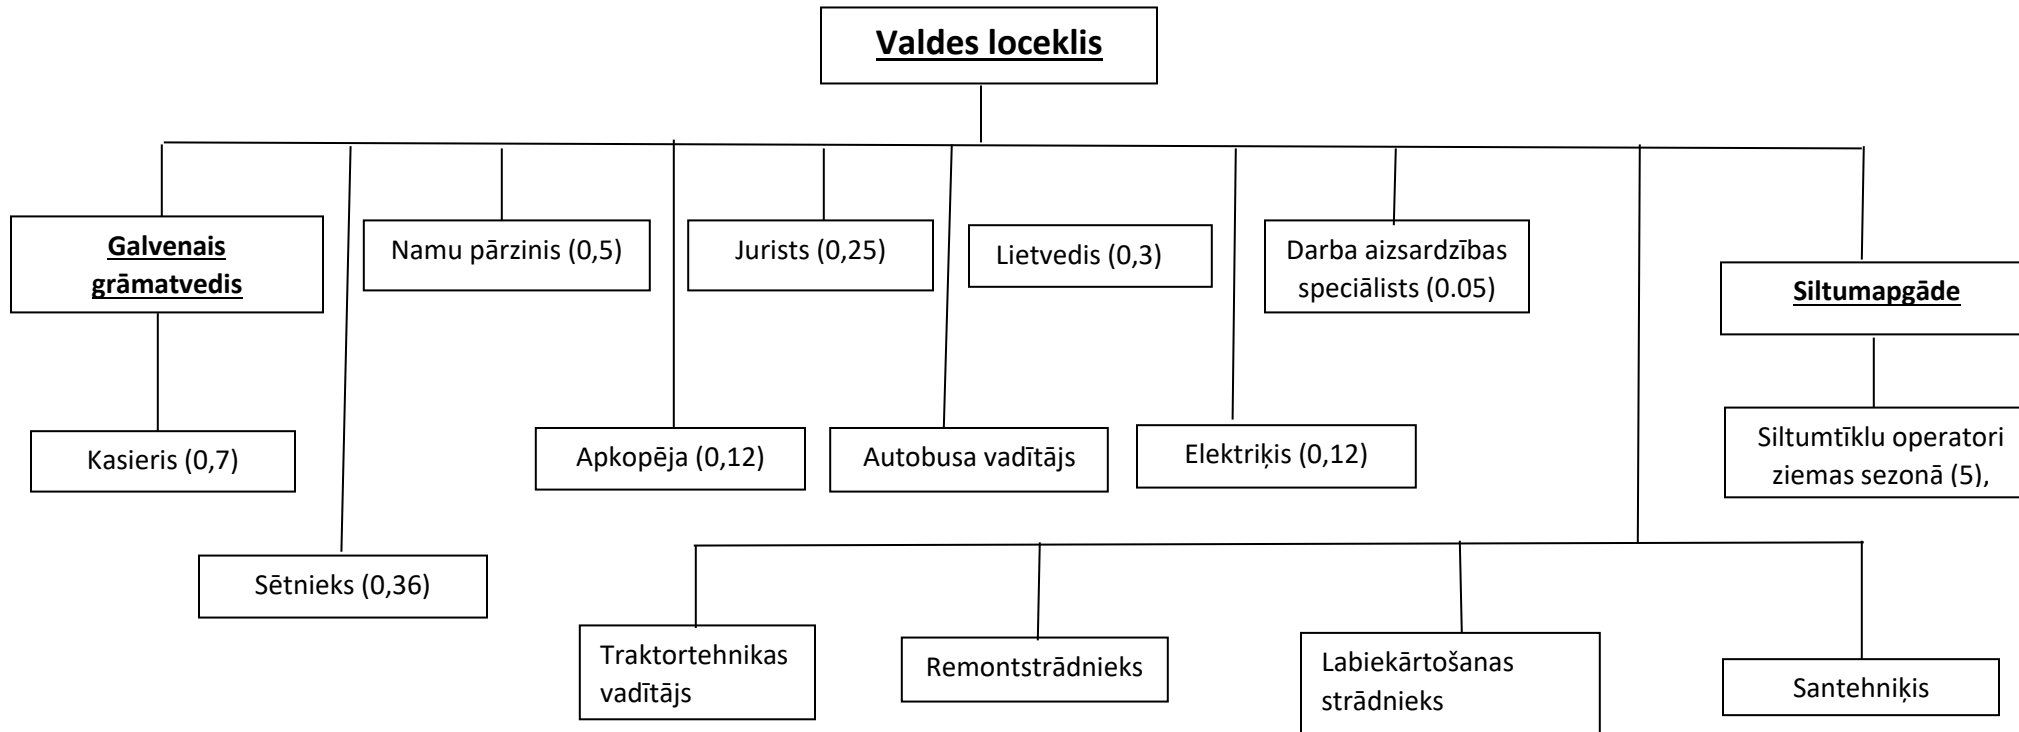 Valdes loceklis
Galvenais
grāmatvedis
Namu pārzinis (0,5)
Jurists (0,25)
Lietvedis (0,3)
Darba aizsardzības
speciālists (0.05)
Siltumapgāde
Kasieris (0,7)
Apkopēja (0,12)
Autobusa vadītājs
Elektriķis (0,12)
Siltumtīklu operatori
ziemas sezonā (5),
Sētnieks (0,36)
Traktortehnikas
vadītājs
Remontstrādnieks
Labiekārtošanas
strādnieks
Santehniķis